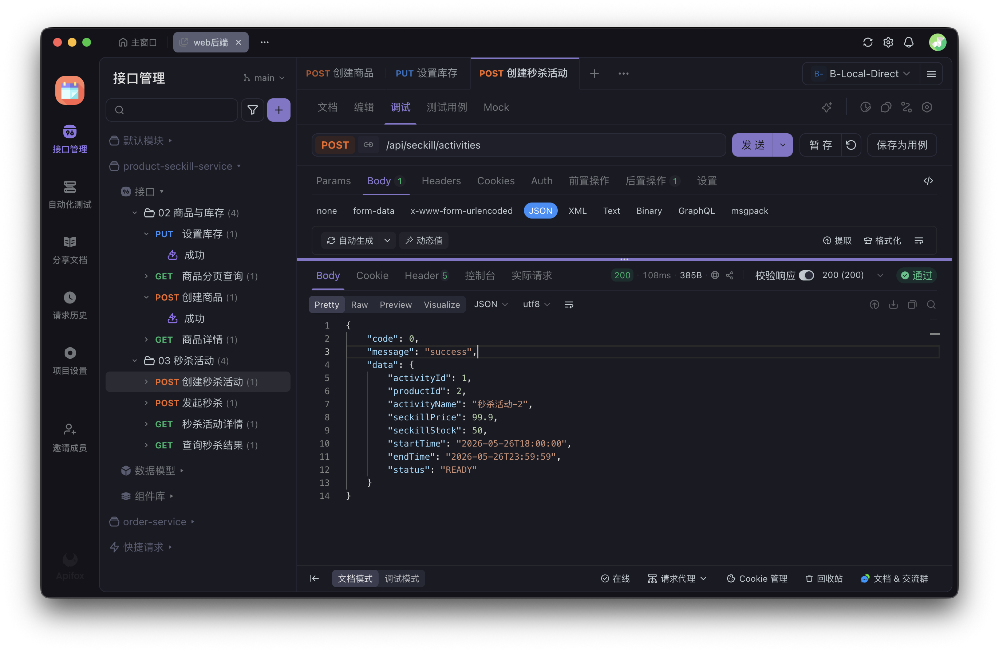 主窗口
web后端
接口管理
自动化测试
分享文档
请求历史
项目设置
邀请成员
Apifox
接口管理
main
默认模块
product-seckill-service
接口
02 商品与库存 (4)
PUT 设置库存 (1)
成功
GET 商品分页查询 (1)
POST 创建商品 (1)
成功
GET 商品详情 (1)
03 秒杀活动 (4)
POST 创建秒杀活动 (1)
POST 发起秒杀 (1)
GET 秒杀活动详情 (1)
GET 查询秒杀结果 (1)
数据模型
组件库
order-service
快捷请求
POST 创建商品
PUT 设置库存
POST 创建秒杀活动
B- B-Local-Direct
文档 编辑 调试 测试用例 Mock
POST /api/seckill/activities
发 送
暂 存
保存为用例
Params Body 1 Headers Cookies Auth 前置操作 后置操作 1 设置
none form-data x-www-form-urlencoded JSON XML Text Binary GraphQL msgpack
自动生成 动态值 提取 格式化
Body Cookie Header 5 控制台 实际请求
200 · 108ms · 385B 校验响应 200 (200) 通过
Pretty Raw Preview Visualize JSON utf8
1 {
2 "code": 0,
3 "message": "success",
4 "data": {
5 "activityId": 1,
6 "productId": 2,
7 "activityName": "秒杀活动-2",
8 "seckillPrice": 99.9,
9 "seckillStock": 50,
10 "startTime": "2026-05-26T18:00:00",
11 "endTime": "2026-05-26T23:59:59",
12 "status": "READY"
13 }
14 }
文档模式 调试模式
在线 请求代理 Cookie 管理 回收站 文档 & 交流群